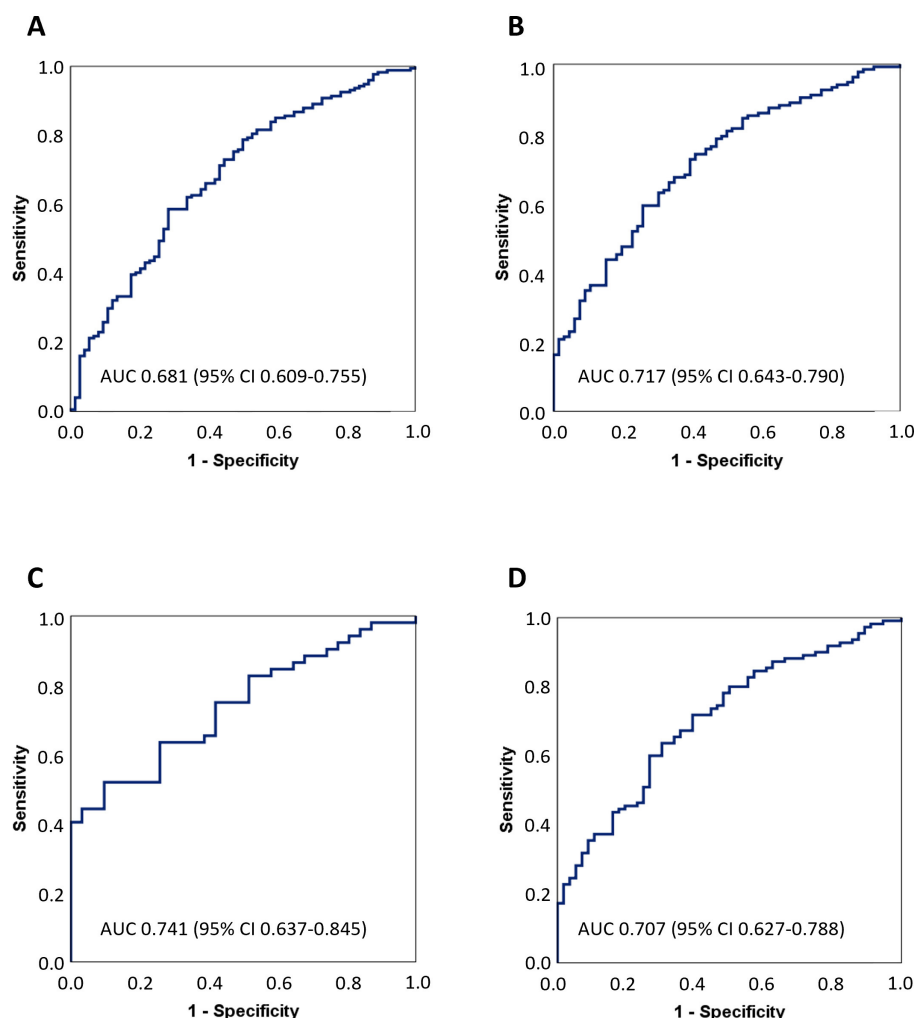 A
1.0
0.8
0.6
0.4
0.2
0.0
Sensitivity
AUC 0.681 (95% CI 0.609-0.755)
0.0 0.2 0.4 0.6 0.8 1.0
1 - Specificity
B
1.0
0.8
0.6
0.4
0.2
0.0
Sensitivity
AUC 0.717 (95% CI 0.643-0.790)
0.0 0.2 0.4 0.6 0.8 1.0
1 - Specificity
C
1.0
0.8
0.6
0.4
0.2
0.0
Sensitivity
AUC 0.741 (95% CI 0.637-0.845)
0.0 0.2 0.4 0.6 0.8 1.0
1 - Specificity
D
1.0
0.8
0.6
0.4
0.2
0.0
Sensitivity
AUC 0.707 (95% CI 0.627-0.788)
0.0 0.2 0.4 0.6 0.8 1.0
1 - Specificity